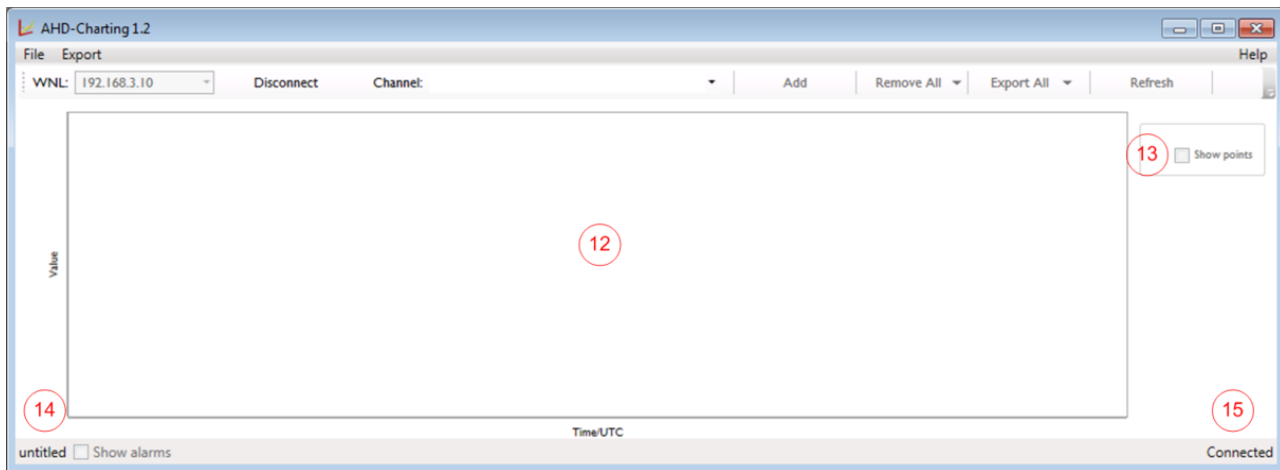 AHD-Charting 1.2
File Export Help
WNL: 192.168.3.10 Disconnect Channel: Add Remove All Export All Refresh
13 Show points
12
Value
14 15
Time/UTC
untitled Show alarms Connected